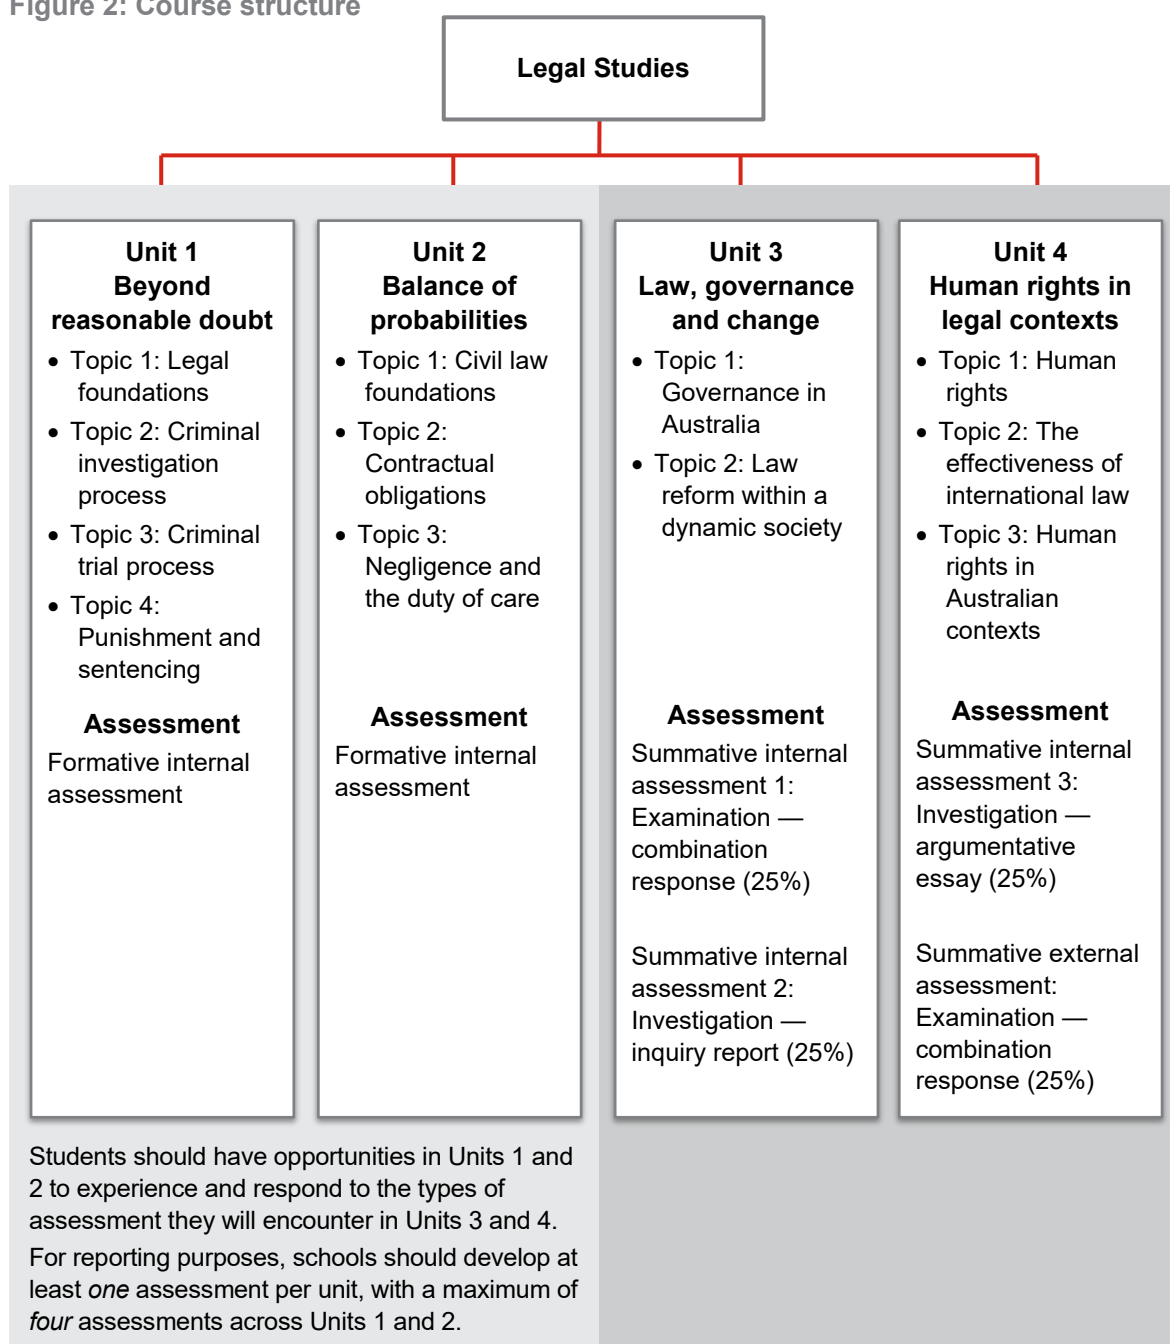 Figure 2: Course structure
Legal Studies
Unit 1
Beyond
reasonable doubt
• Topic 1: Legal
foundations
• Topic 2: Criminal
investigation
process
• Topic 3: Criminal
trial process
• Topic 4:
Punishment and
sentencing
Assessment
Formative internal
assessment
Unit 2
Balance of
probabilities
• Topic 1: Civil law
foundations
• Topic 2:
Contractual
obligations
• Topic 3:
Negligence and
the duty of care
Assessment
Formative internal
assessment
Unit 3
Law, governance
and change
• Topic 1:
Governance in
Australia
• Topic 2: Law
reform within a
dynamic society
Assessment
Summative internal
assessment 1:
Examination —
combination
response (25%)
Summative internal
assessment 2:
Investigation —
inquiry report (25%)
Unit 4
Human rights in
legal contexts
• Topic 1: Human
rights
• Topic 2: The
effectiveness of
international law
• Topic 3: Human
rights in
Australian
contexts
Assessment
Summative internal
assessment 3:
Investigation —
argumentative
essay (25%)
Summative external
assessment:
Examination —
combination
response (25%)
Students should have opportunities in Units 1 and
2 to experience and respond to the types of
assessment they will encounter in Units 3 and 4.
For reporting purposes, schools should develop at
least one assessment per unit, with a maximum of
four assessments across Units 1 and 2.